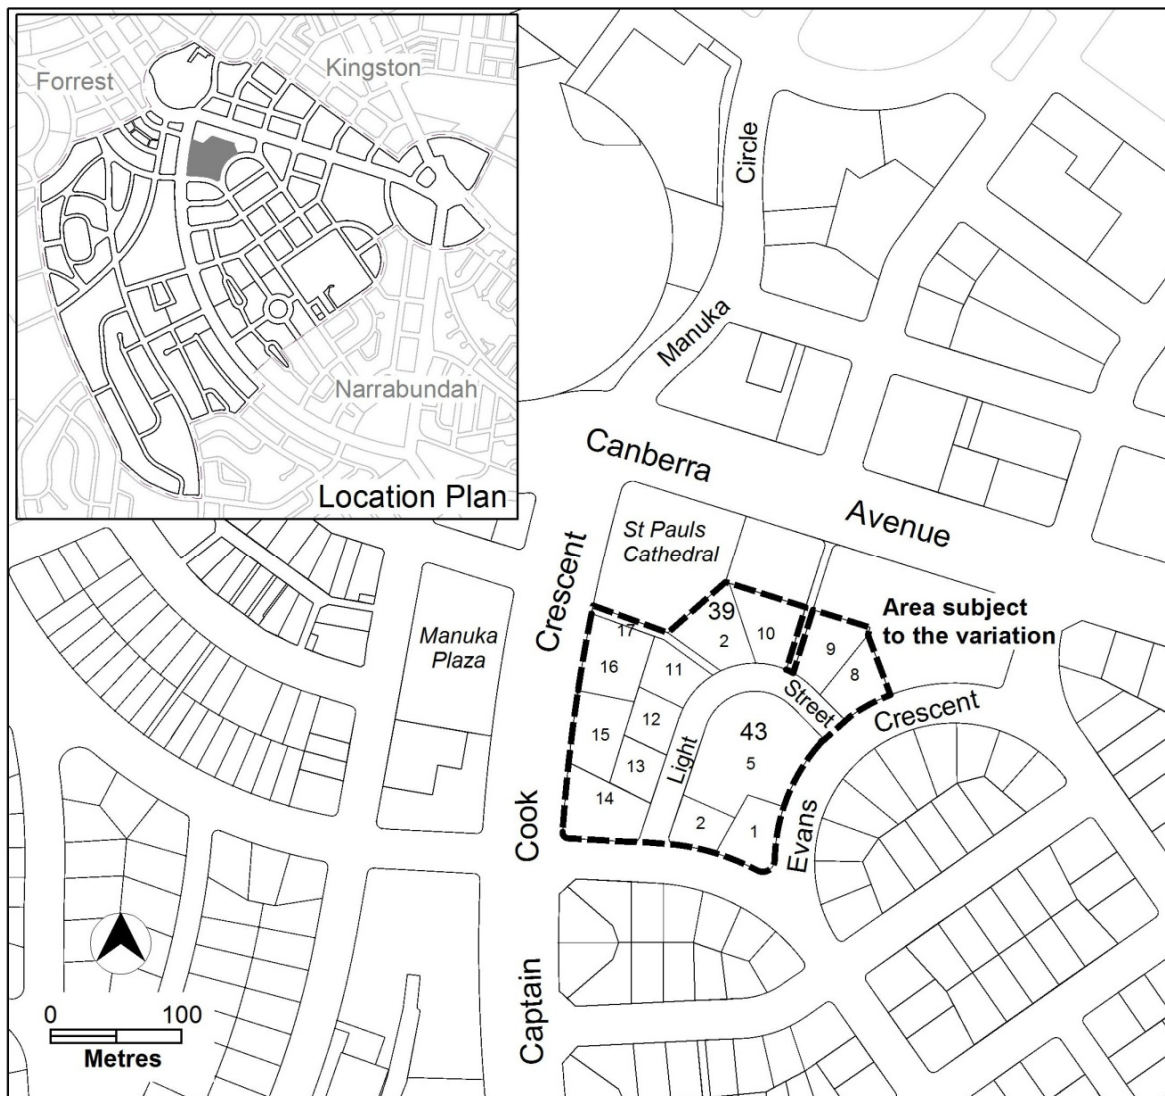 Forrest
Kingston
Narrabundah
Location Plan
Circle
Manuka
Canberra
Avenue
St Pauls
Cathedral
Crescent
Manuka
Plaza
Area subject
to the variation
39
17
2
10
9
8
16
11
Street
Crescent
43
12
15
5
Light
13
14
2
1
Cook
Evans
Captain
0 100
Metres